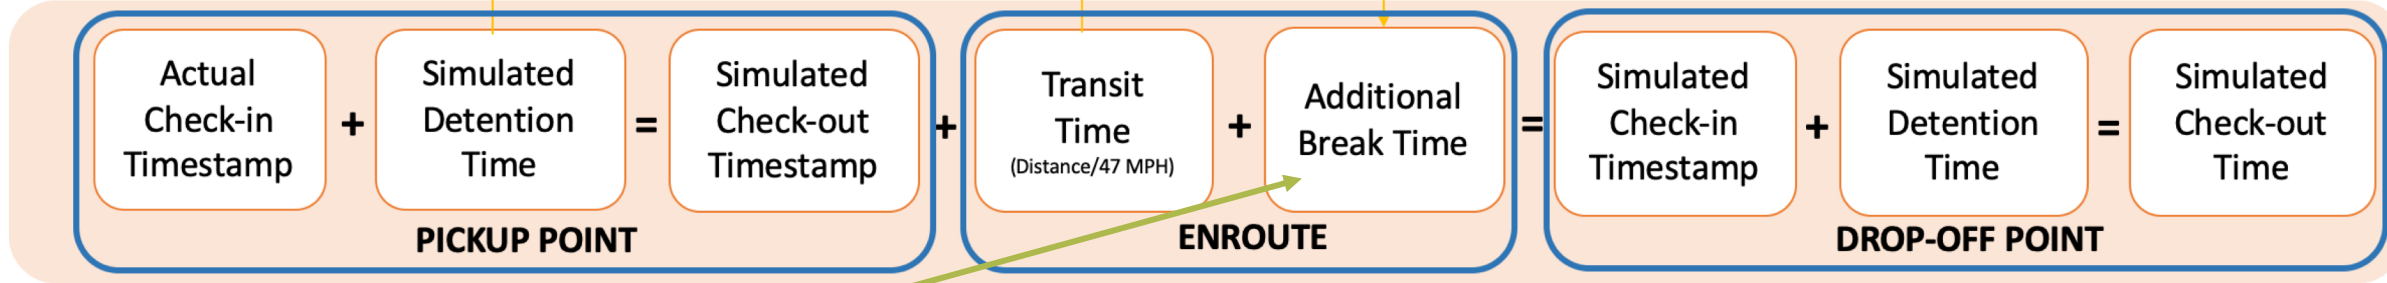 Actual
Check-in
Timestamp
+
Simulated
Detention
Time
=
Simulated
Check-out
Timestamp
PICKUP POINT
+
Transit
Time
(Distance/47 MPH)
+
Additional
Break Time
ENROUTE
=
Simulated
Check-in
Timestamp
+
Simulated
Detention
Time
=
Simulated
Check-out
Time
DROP-OFF POINT